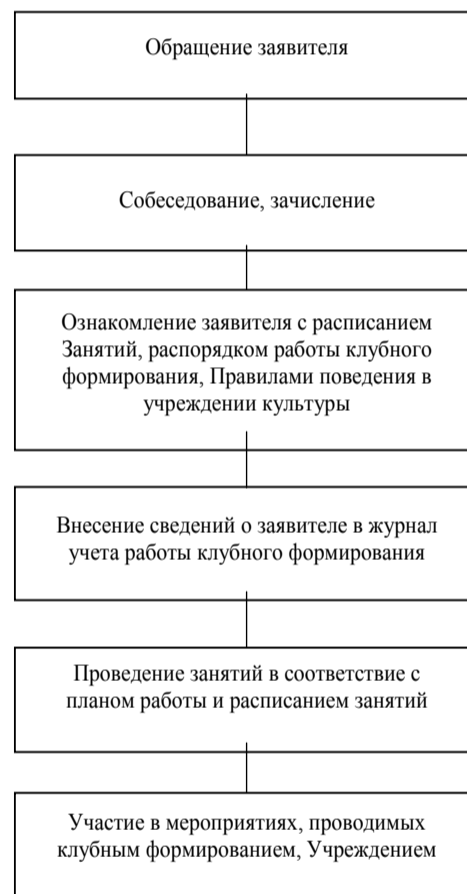 Обращение заявителя
Собеседование, зачисление
Ознакомление заявителя с расписанием
Занятий, распорядком работы клубного
формирования, Правилами поведения в
учреждении культуры
Внесение сведений о заявителе в журнал
учета работы клубного формирования
Проведение занятий в соответствие с
планом работы и расписанием занятий
Участие в мероприятиях, проводимых
клубным формированием, Учреждением